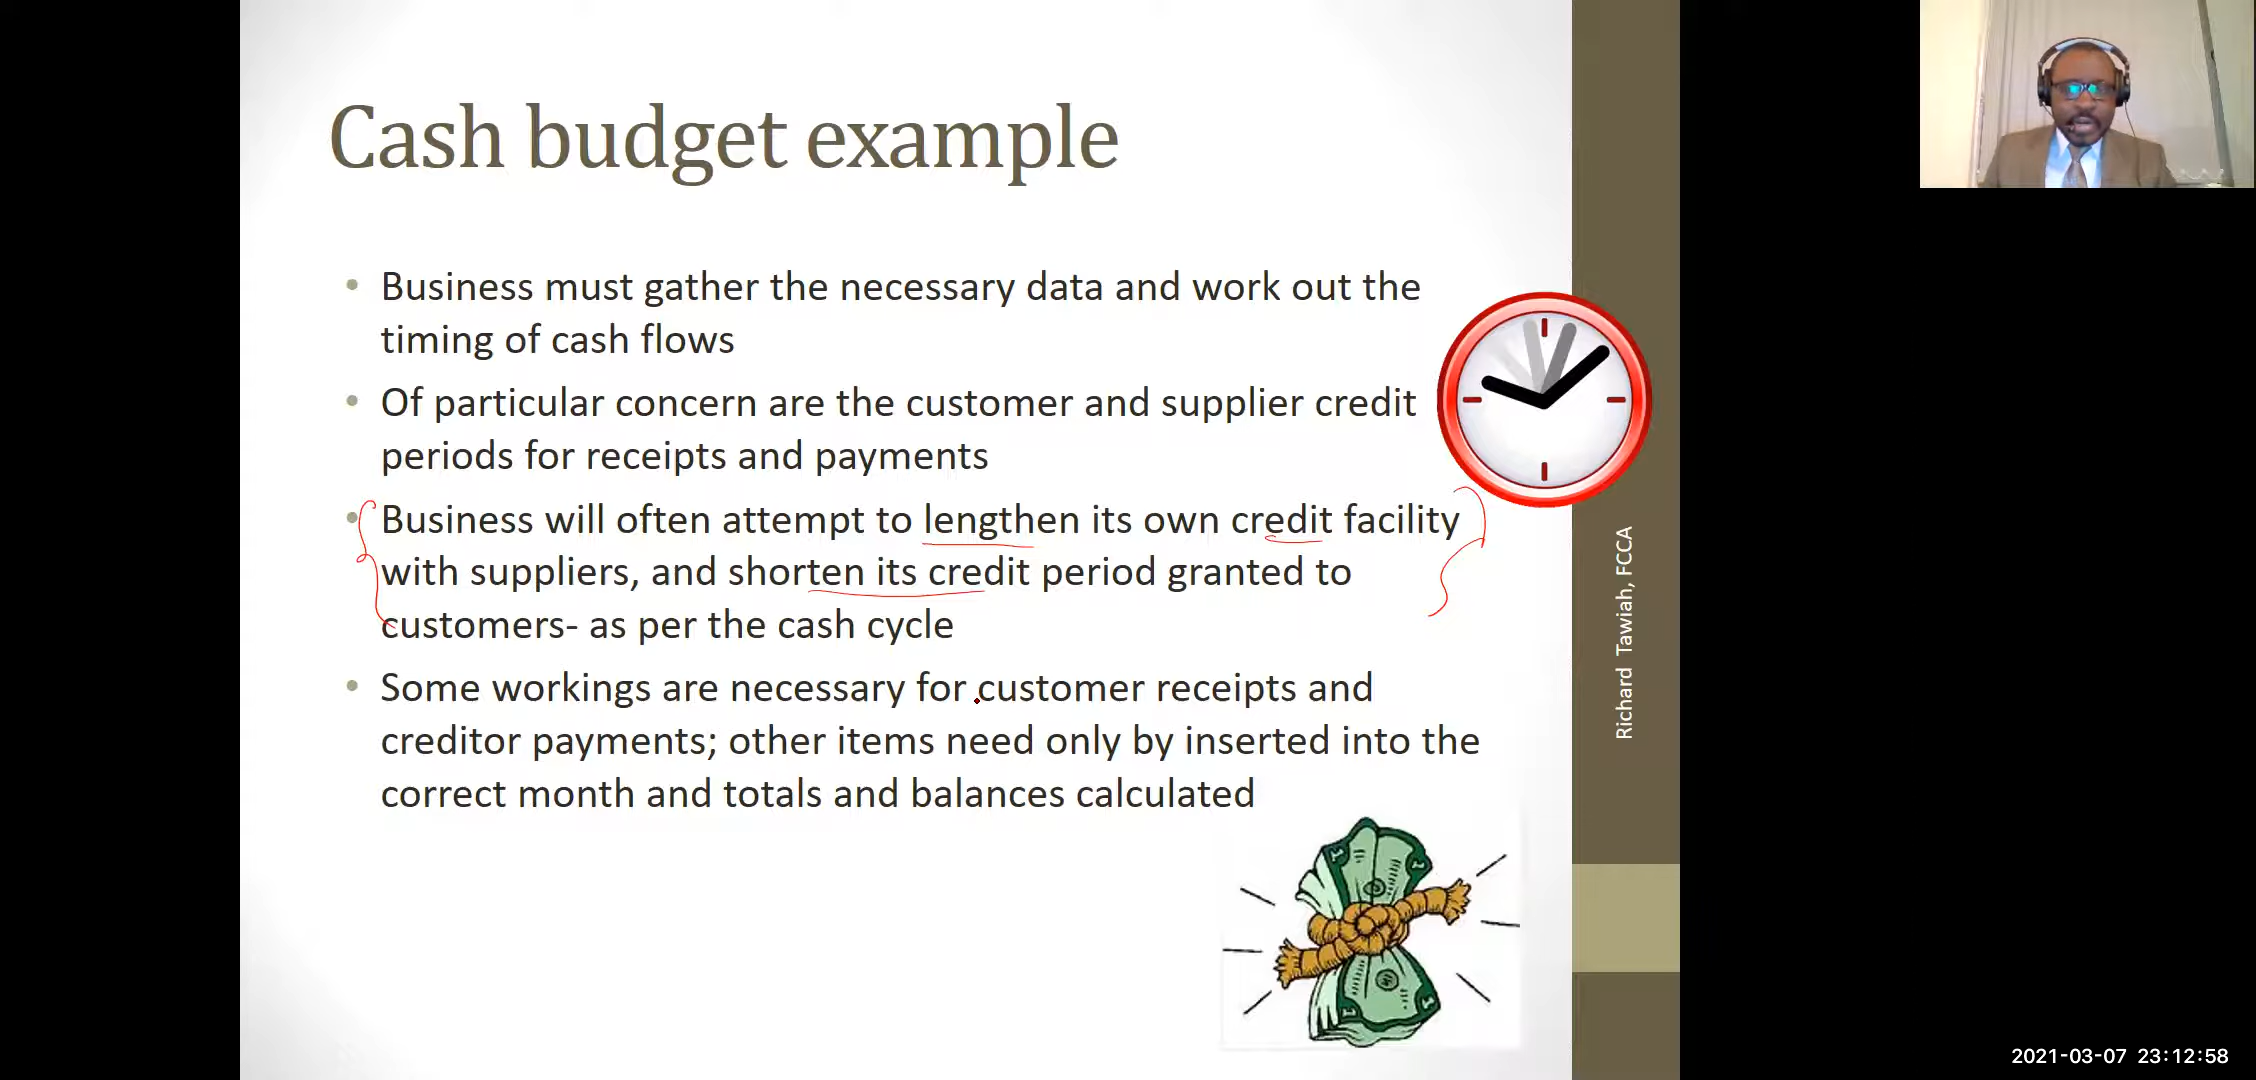 Cash budget example
• Business must gather the necessary data and work out the
timing of cash flows
• Of particular concern are the customer and supplier credit
periods for receipts and payments
• Business will often attempt to lengthen its own credit facility
with suppliers, and shorten its credit period granted to
customers- as per the cash cycle
• Some workings are necessary for customer receipts and
creditor payments; other items need only by inserted into the
correct month and totals and balances calculated
Richard Tawiah, FCCA
2021-03-07 23:12:58